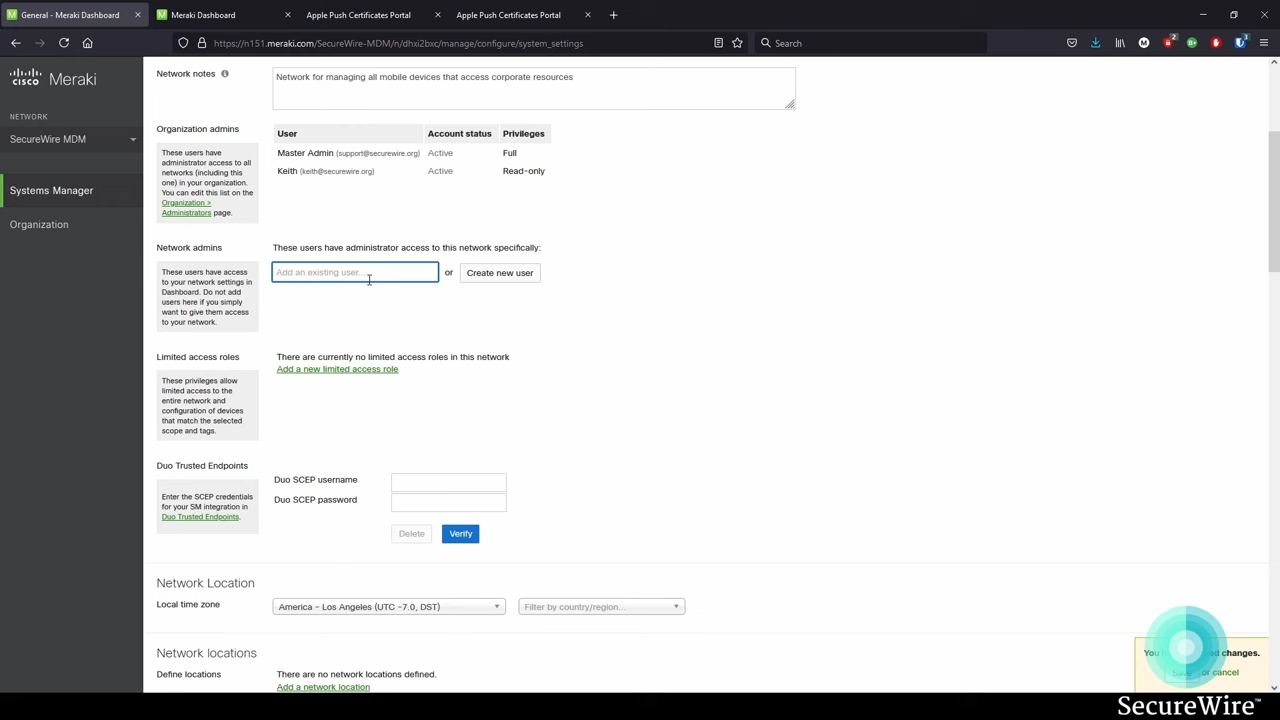 General - Meraki Dashboard
Meraki Dashboard
Apple Push Certificates Portal
Apple Push Certificates Portal
https://n151.meraki.com/SecureWire-MDM/n/dhxi2bxc/manage/configure/system_settings
Search
CISCO Meraki
NETWORK
SecureWire MDM
Systems Manager
Organization
Network notes
Network for managing all mobile devices that access corporate resources
Organization admins
These users have
administrator access to all
networks (including this
one) in your organization.
You can edit this list on the
Organization >
Administrators page.
User Account status Privileges
Master Admin (support@securewire.org) Active Full
Keith (keith@securewire.org) Active Read-only
Network admins
These users have access
to your network settings in
Dashboard. Do not add
users here if you simply
want to give them access
to your network.
These users have administrator access to this network specifically:
Add an existing user... or Create new user
Limited access roles
These privileges allow
limited access to the
entire network and
configuration of devices
that match the selected
scope and tags.
There are currently no limited access roles in this network
Add a new limited access role
Duo Trusted Endpoints
Enter the SCEP credentials
for your SM integration in
Duo Trusted Endpoints.
Duo SCEP username
Duo SCEP password
Delete Verify
Network Location
Local time zone America - Los Angeles (UTC -7.0, DST) Filter by country/region...
Network locations
Define locations There are no network locations defined.
Add a network location
changes.
or cancel
SecureWire™